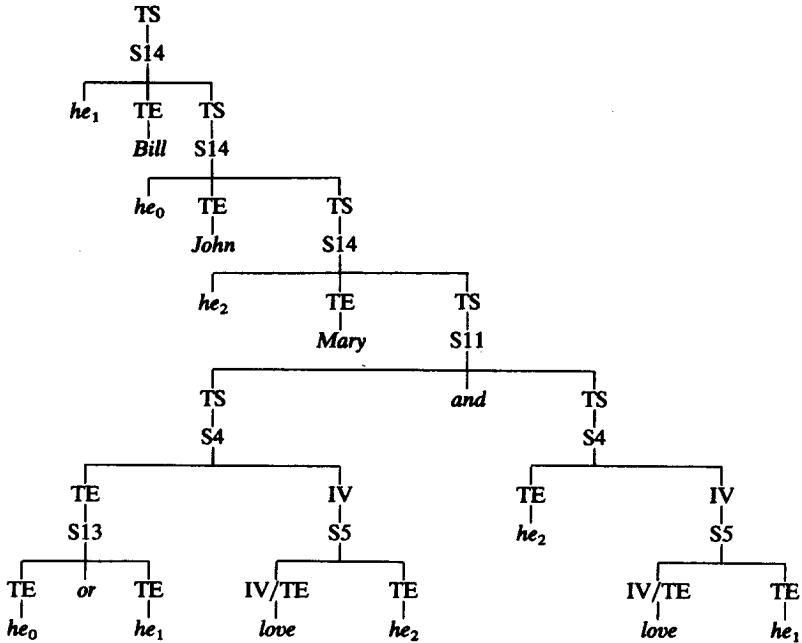 TS
S14
he₁ TE TS
Bill S14
he₀ TE TS
John S14
he₂ TE TS
Mary S11
TS and TS
S4 S4
TE IV TE IV
S13 S5 he₂ S5
TE or TE IV/TE TE IV/TE TE
he₀ he₁ love he₂ love he₁